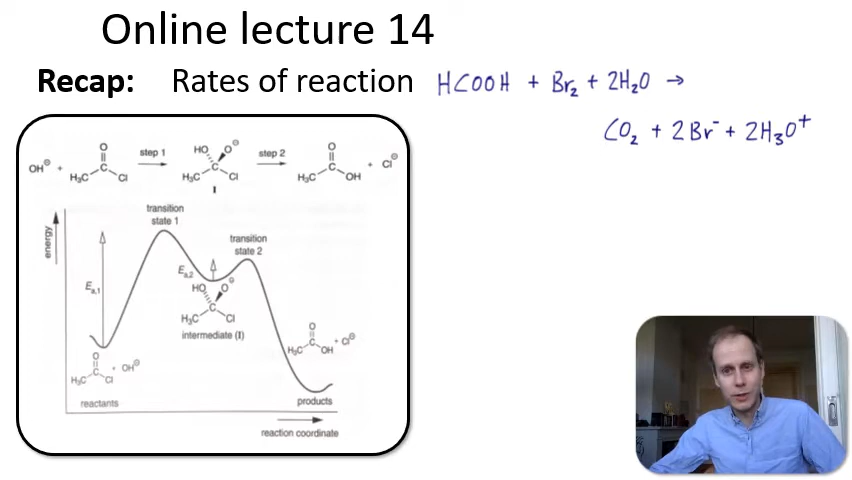 Online lecture 14
Recap: Rates of reaction HCOOH + Br₂ + 2H₂O →
CO₂ + 2Br⁻ + 2H₃O⁺
OH⊖ + H₃C C O Cl step 1 HO O⊖ H₃C C Cl step 2 O H₃C C OH + Cl⊖
I
transition
state 1
transition
state 2
energy
Eₐ,₁
Eₐ,₂
HO O⊖
C
H₃C Cl
intermediate (I)
O
C
H₃C OH + Cl⊖
O
C + OH⊖
H₃C Cl
reactants
products
reaction coordinate